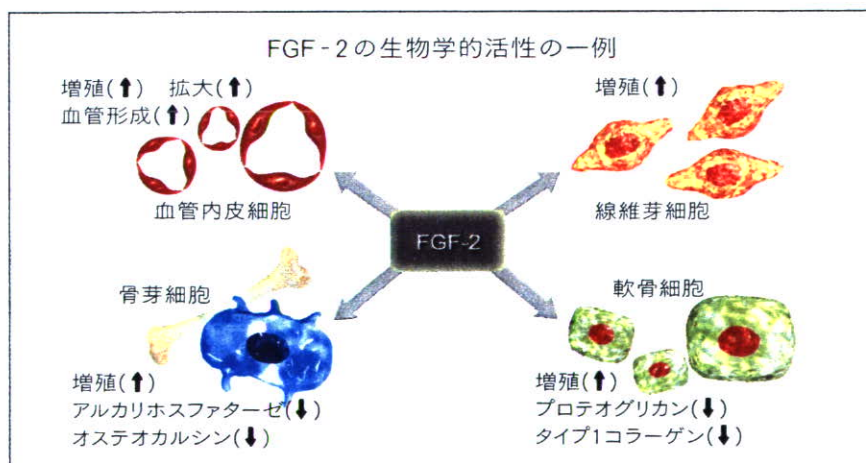 FGF-2の生物学的活性の一例
増殖(⬆) 拡大(⬆)
血管形成(⬆)
血管内皮細胞
増殖(⬆)
線維芽細胞
FGF-2
骨芽細胞
増殖(⬆)
アルカリホスファターゼ(⬇)
オステオカルシン(⬇)
軟骨細胞
増殖(⬆)
プロテオグリカン(⬇)
タイプ1コラーゲン(⬇)